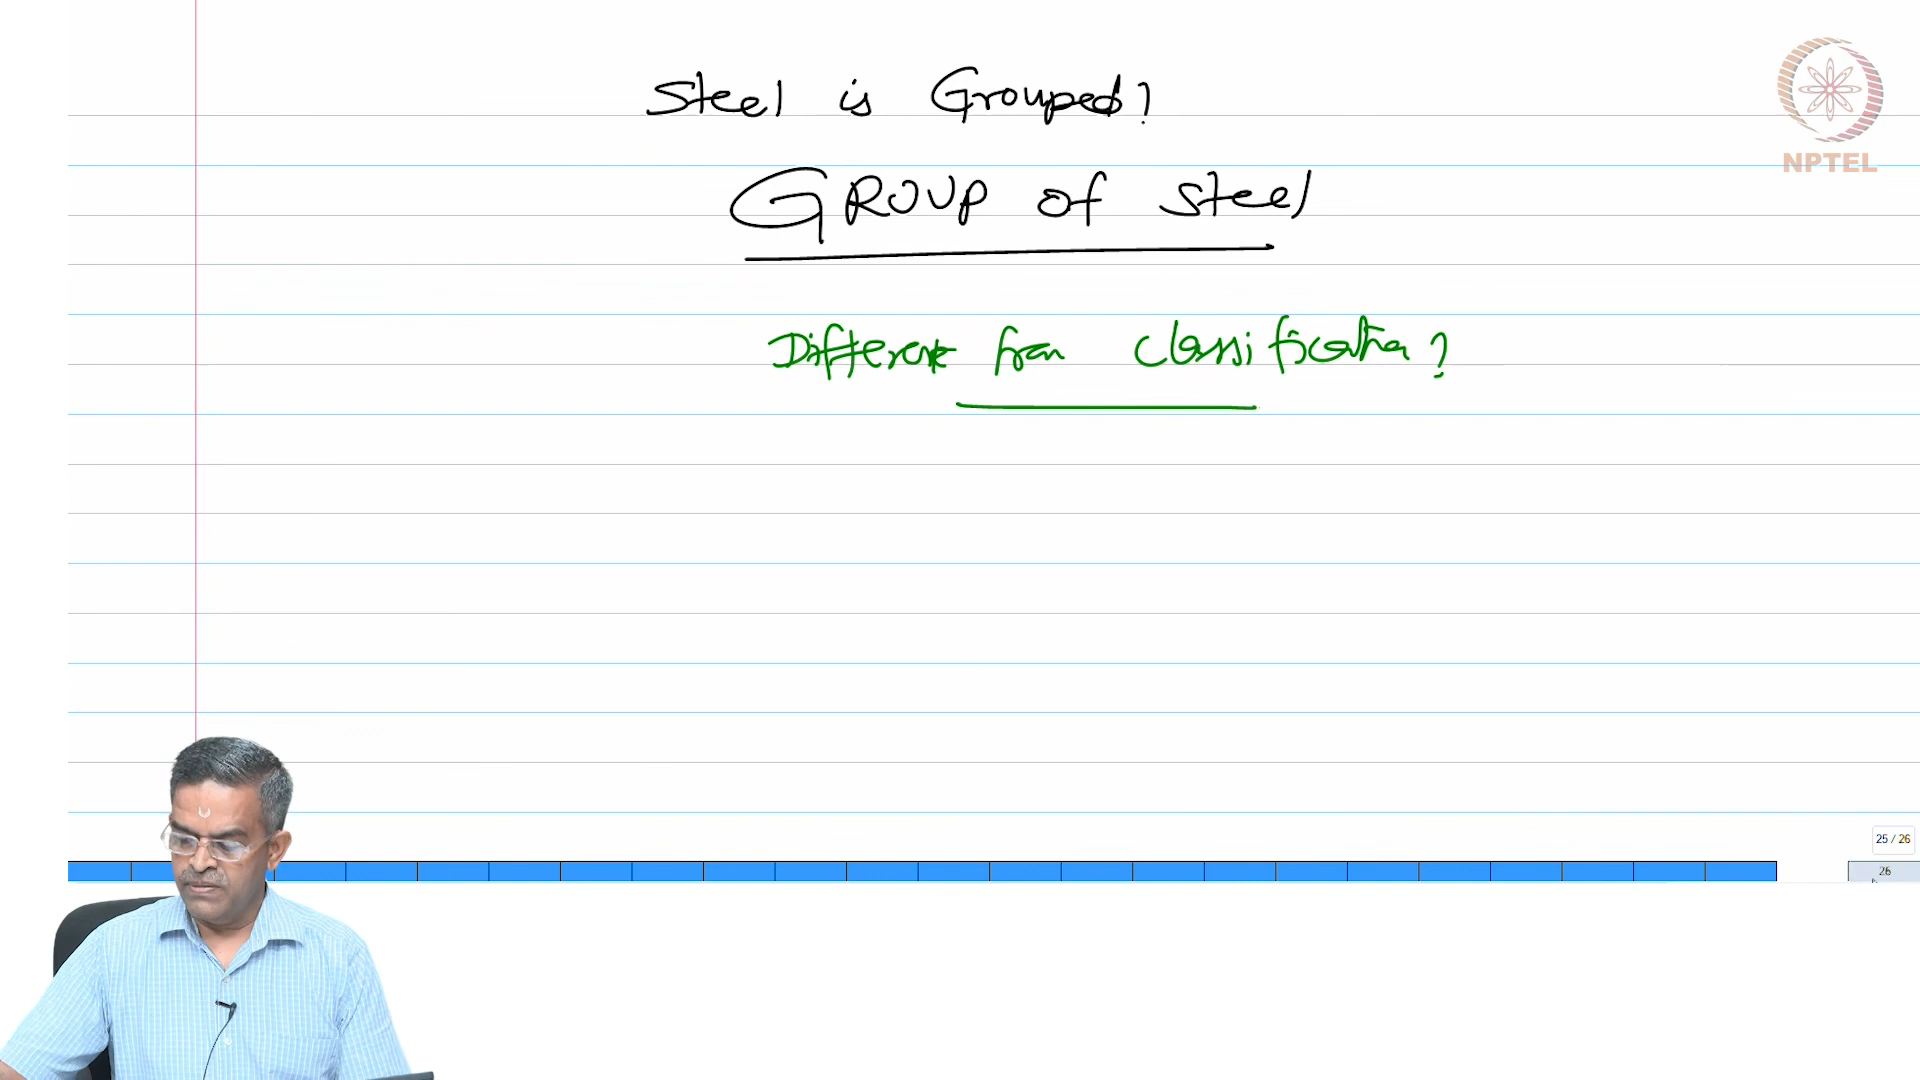 Steel is Grouped?
GROUP of steel
Different from classification?
NPTEL
25 / 26
26